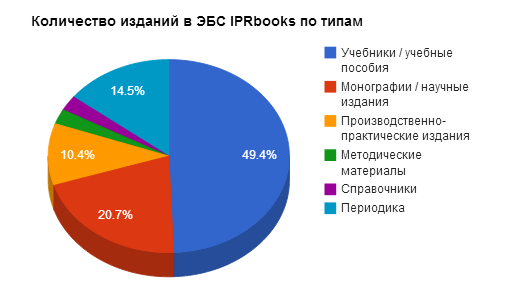 Количество изданий в ЭБС IPRbooks по типам
14.5%
49.4%
10.4%
20.7%
Учебники / учебные
пособия
Монографии / научные
издания
Производственно-
практические издания
Методические
материалы
Справочники
Периодика